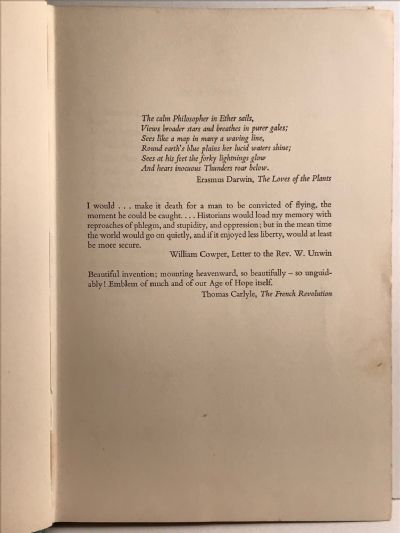 The calm Philosopher in Ether sails,
Views broader stars and breathes in purer gales;
Sees like a map in many a waving line,
Round earth's blue plains her lucid waters shine;
Sees at his feet the forky lightnings glow
And hears inocuous Thunders roar below.
Erasmus Darwin, The Loves of the Plants
I would . . . make it death for a man to be convicted of flying, the
moment he could be caught. . . . Historians would load my memory with
reproaches of phlegm, and stupidity, and oppression; but in the mean time
the world would go on quietly, and if it enjoyed less liberty, would at least
be more secure.
William Cowper, Letter to the Rev. W. Unwin
Beautiful invention; mounting heavenward, so beautifully – so unguid-
ably! Emblem of much and of our Age of Hope itself.
Thomas Carlyle, The French Revolution